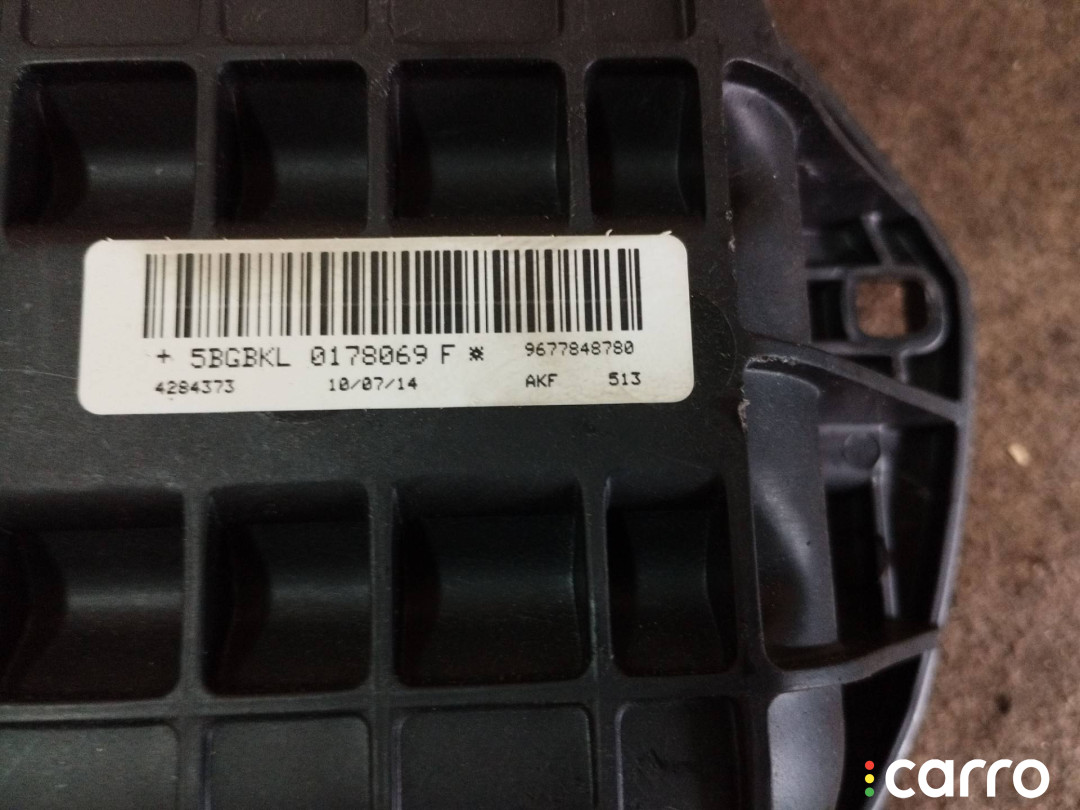 + 5BGBKL 0178069 F ※ 9677848780
4284373 10/07/14 AKF 513
carro